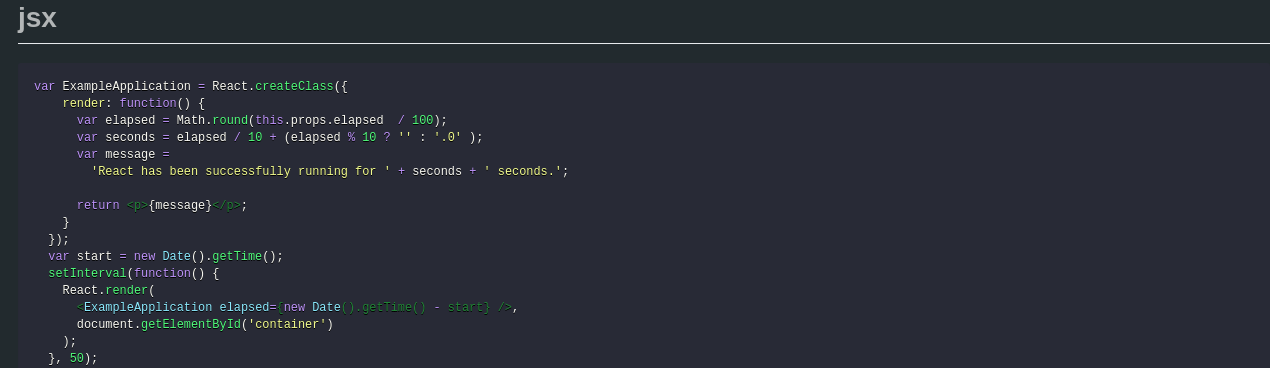 jsx
var ExampleApplication = React.createClass({
    render: function() {
      var elapsed = Math.round(this.props.elapsed  / 100);
      var seconds = elapsed / 10 + (elapsed % 10 ? '' : '.0' );
      var message =
        'React has been successfully running for ' + seconds + ' seconds.';

      return <p>{message}</p>;
    }
  });
  var start = new Date().getTime();
  setInterval(function() {
    React.render(
      <ExampleApplication elapsed={new Date().getTime() - start} />,
      document.getElementById('container')
    );
  }, 50);